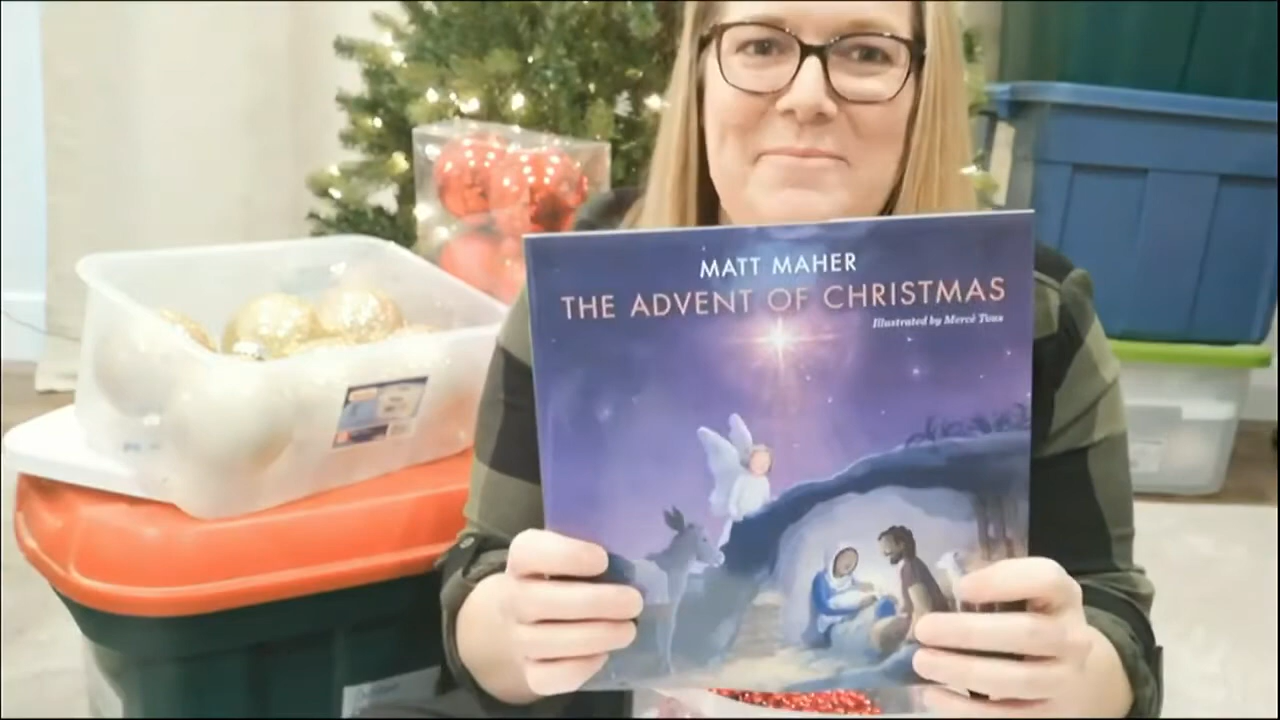 MATT MAHER
THE ADVENT OF CHRISTMAS
Illustrated by Mercè Tous